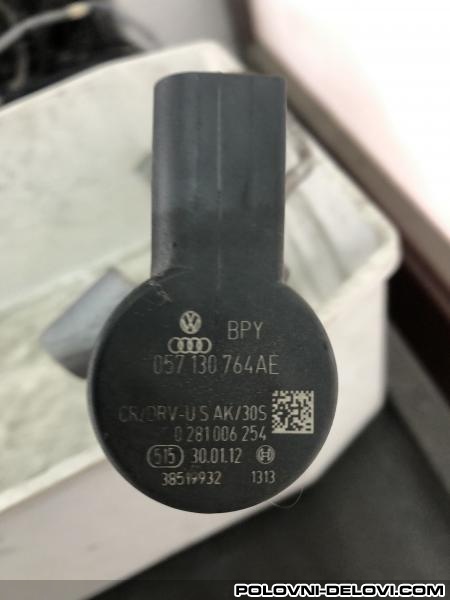 BPY
057 130 764AE
CR/DRV-U S AK/30S
0 281 006 254
515 30.01.12
38519932 1313
POLOVNI-DELOVI.COM